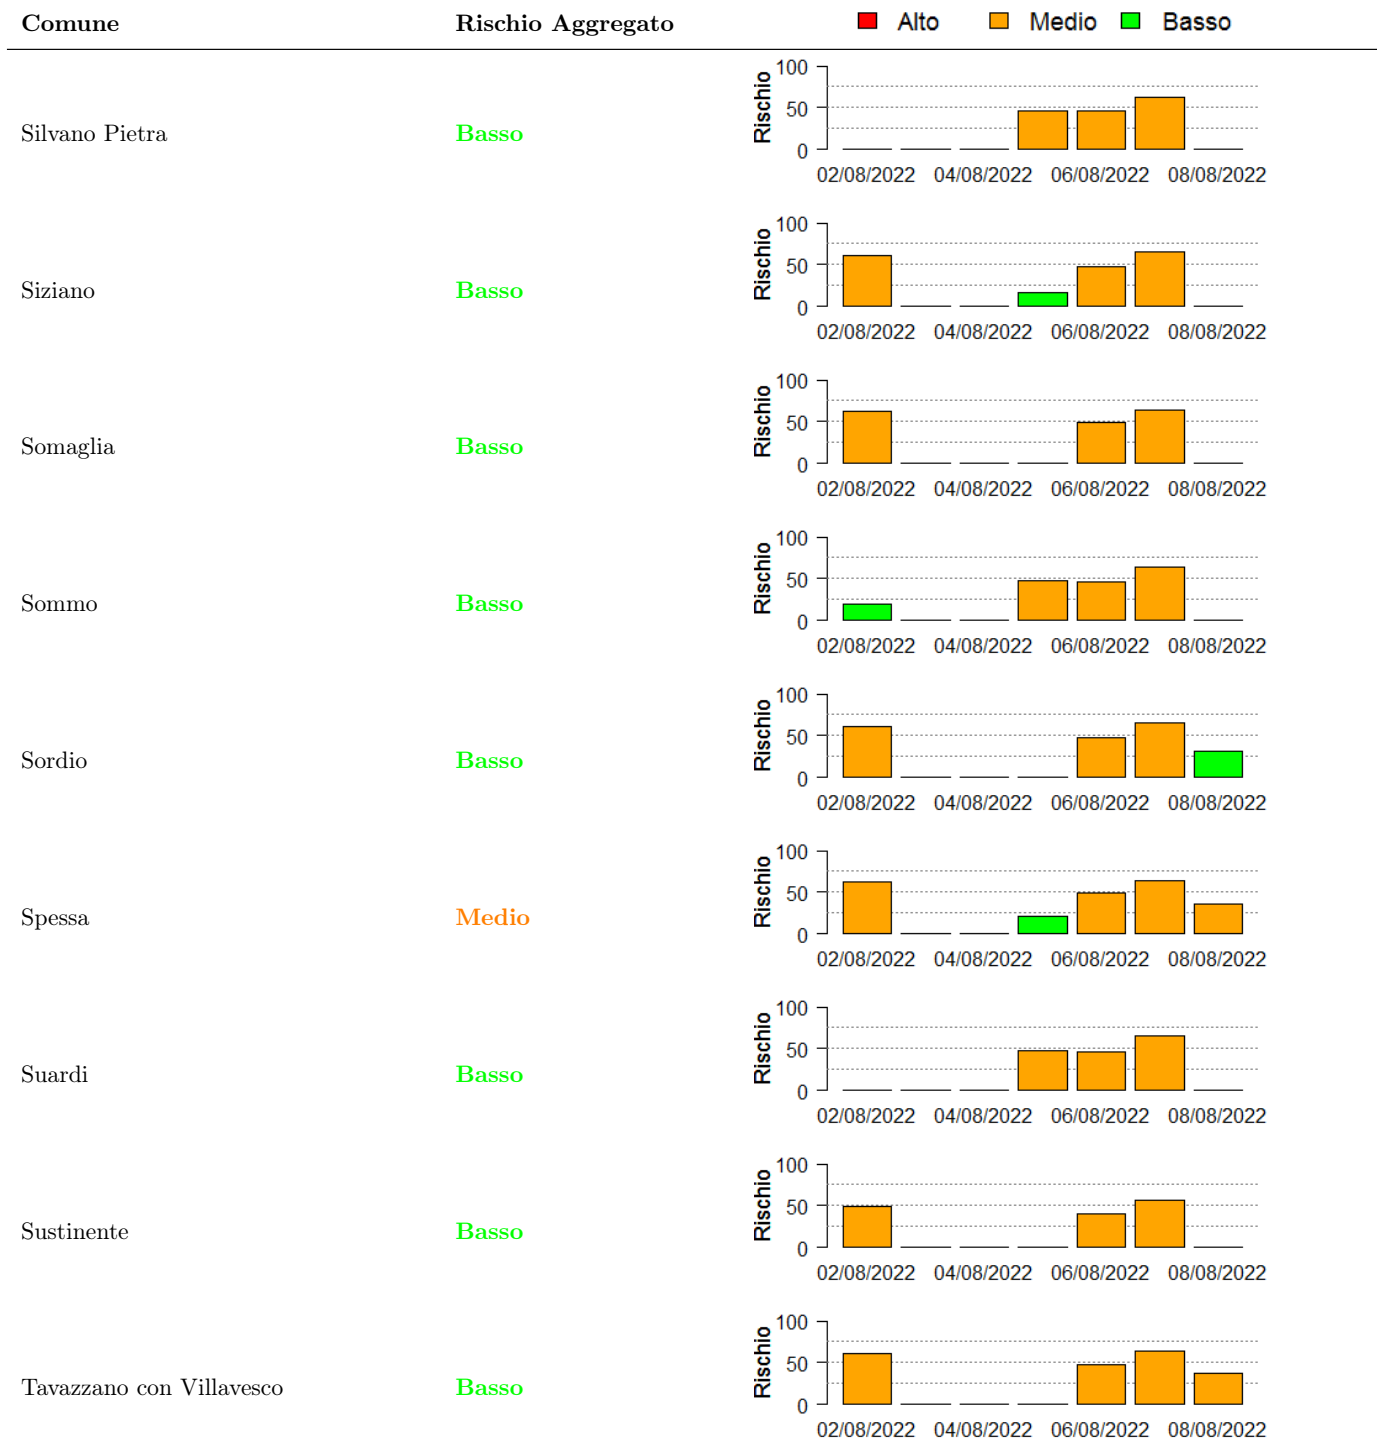 Comune Rischio Aggregato Alto Medio Basso
Silvano Pietra Basso
Rischio
100
50
0
02/08/2022 04/08/2022 06/08/2022 08/08/2022
Siziano Basso
Rischio
100
50
0
02/08/2022 04/08/2022 06/08/2022 08/08/2022
Somaglia Basso
Rischio
100
50
0
02/08/2022 04/08/2022 06/08/2022 08/08/2022
Sommo Basso
Rischio
100
50
0
02/08/2022 04/08/2022 06/08/2022 08/08/2022
Sordio Basso
Rischio
100
50
0
02/08/2022 04/08/2022 06/08/2022 08/08/2022
Spessa Medio
Rischio
100
50
0
02/08/2022 04/08/2022 06/08/2022 08/08/2022
Suardi Basso
Rischio
100
50
0
02/08/2022 04/08/2022 06/08/2022 08/08/2022
Sustinente Basso
Rischio
100
50
0
02/08/2022 04/08/2022 06/08/2022 08/08/2022
Tavazzano con Villavesco Basso
Rischio
100
50
0
02/08/2022 04/08/2022 06/08/2022 08/08/2022